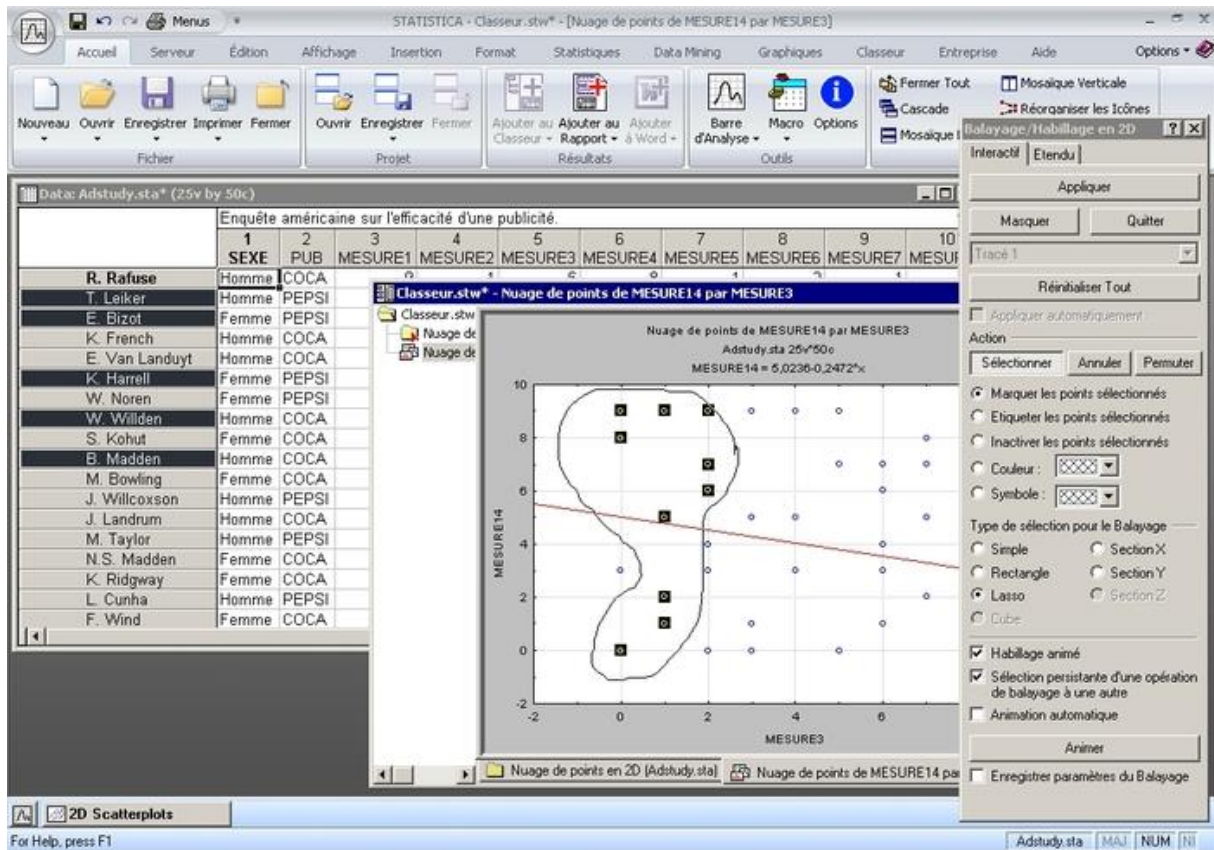 Menus
STATISTICA - Classeur.stw* - [Nuage de points de MESURE14 par MESURE3]
Accueil Serveur Édition Affichage Insertion Format Statistiques Data Mining Graphiques Classeur Entreprise Aide Options
Nouveau Ouvrir Enregistrer Imprimer Fermer
Fichier
Ouvrir Enregistrer Fermer
Projet
Ajouter au Classeur Ajouter au Rapport Ajouter à Word
Résultats
Barre d'Analyse Macro Options
Outils
Fermer Tout
Cascade
Mosaïque
Mosaïque Verticale
Réorganiser les Icônes
Data: Adstudy.sta* (25v by 50c)
Enquête américaine sur l'efficacité d'une publicité.
1 2 3 4 5 6 7 8 9 10
SEXE PUB MESURE1 MESURE2 MESURE3 MESURE4 MESURE5 MESURE6 MESURE7 MESU
R. Rafuse Homme COCA
T. Leiker Homme PEPSI
E. Bizot Femme PEPSI
K. French Homme PEPSI
E. Van Landuyt Homme COCA
K. Harrell Femme PEPSI
W. Noren Femme PEPSI
W. Willden Homme COCA
S. Kohut Femme COCA
B. Madden Homme COCA
M. Bowling Femme COCA
J. Willcoxson Homme PEPSI
J. Landrum Homme COCA
M. Taylor Homme PEPSI
N.S. Madden Femme COCA
K. Ridgway Femme COCA
L. Cunha Homme PEPSI
F. Wind Femme COCA
Classeur.stw* - Nuage de points de MESURE14 par MESURE3
Classeur.stw
Nuage de
Nuage de
Nuage de points de MESURE14 par MESURE3
Adstudy.sta 25v*50c
MESURE14 = 5,0236-0,2472*x
10
8
6
4
2
0
-2
MESURE14
-2 0 2 4 6
MESURE3
Nuage de points en 2D (Adstudy.sta) Nuage de points de MESURE14 par
Balayage/Habillage en 2D
Interactif Etendu
Appliquer
Masquer Quitter
Tracé 1
Réinitialiser Tout
Appliquer automatiquement
Action
Sélectionner Annuler Permuter
Marquer les points sélectionnés
Etiqueter les points sélectionnés
Inactiver les points sélectionnés
Couleur :
Symbole :
Type de sélection pour le Balayage
Simple Section X
Rectangle Section Y
Lasso Section Z
Cube
Habillage animé
Sélection persistante d'une opération
de balayage à une autre
Animation automatique
Animer
Enregistrer paramètres du Balayage
2D Scatterplots
For Help, press F1
Adstudy.sta MAJ NUM NI